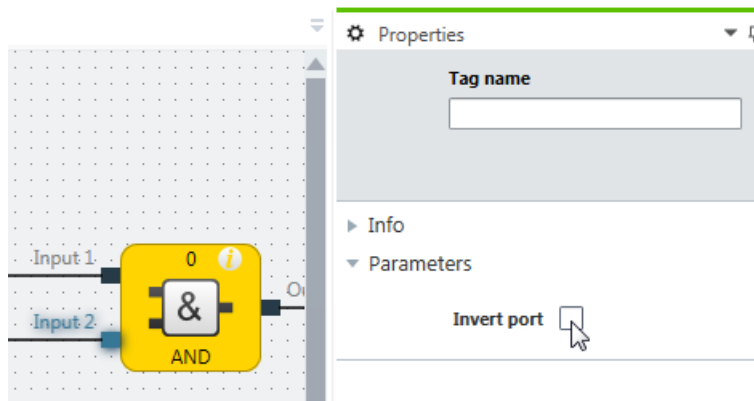 Properties
Tag name
Info
Parameters
Invert port
Input 1
0
i
&
Input 2
AND